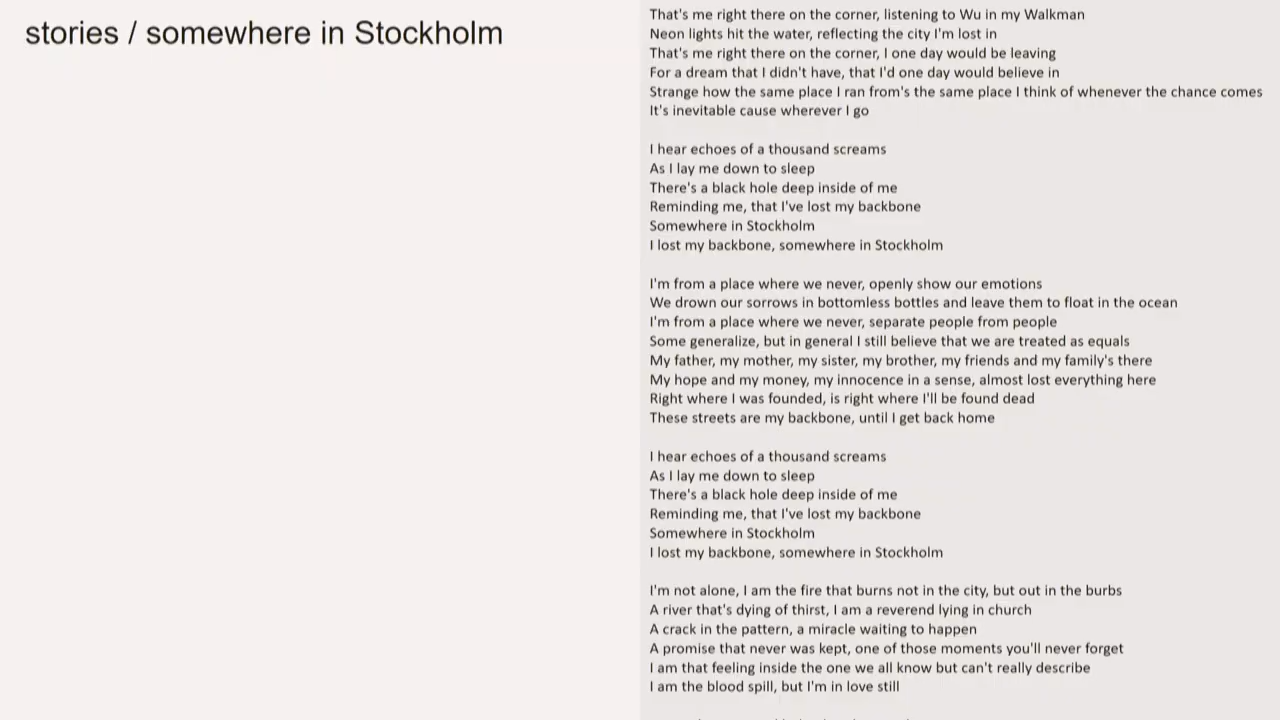 stories / somewhere in Stockholm
That's me right there on the corner, listening to Wu in my Walkman
Neon lights hit the water, reflecting the city I'm lost in
That's me right there on the corner, I one day would be leaving
For a dream that I didn't have, that I'd one day would believe in
Strange how the same place I ran from's the same place I think of whenever the chance comes
It's inevitable cause wherever I go

I hear echoes of a thousand screams
As I lay me down to sleep
There's a black hole deep inside of me
Reminding me, that I've lost my backbone
Somewhere in Stockholm
I lost my backbone, somewhere in Stockholm

I'm from a place where we never, openly show our emotions
We drown our sorrows in bottomless bottles and leave them to float in the ocean
I'm from a place where we never, separate people from people
Some generalize, but in general I still believe that we are treated as equals
My father, my mother, my sister, my brother, my friends and my family's there
My hope and my money, my innocence in a sense, almost lost everything here
Right where I was founded, is right where I'll be found dead
These streets are my backbone, until I get back home

I hear echoes of a thousand screams
As I lay me down to sleep
There's a black hole deep inside of me
Reminding me, that I've lost my backbone
Somewhere in Stockholm
I lost my backbone, somewhere in Stockholm

I'm not alone, I am the fire that burns not in the city, but out in the burbs
A river that's dying of thirst, I am a reverend lying in church
A crack in the pattern, a miracle waiting to happen
A promise that never was kept, one of those moments you'll never forget
I am that feeling inside the one we all know but can't really describe
I am the blood spill, but I'm in love still